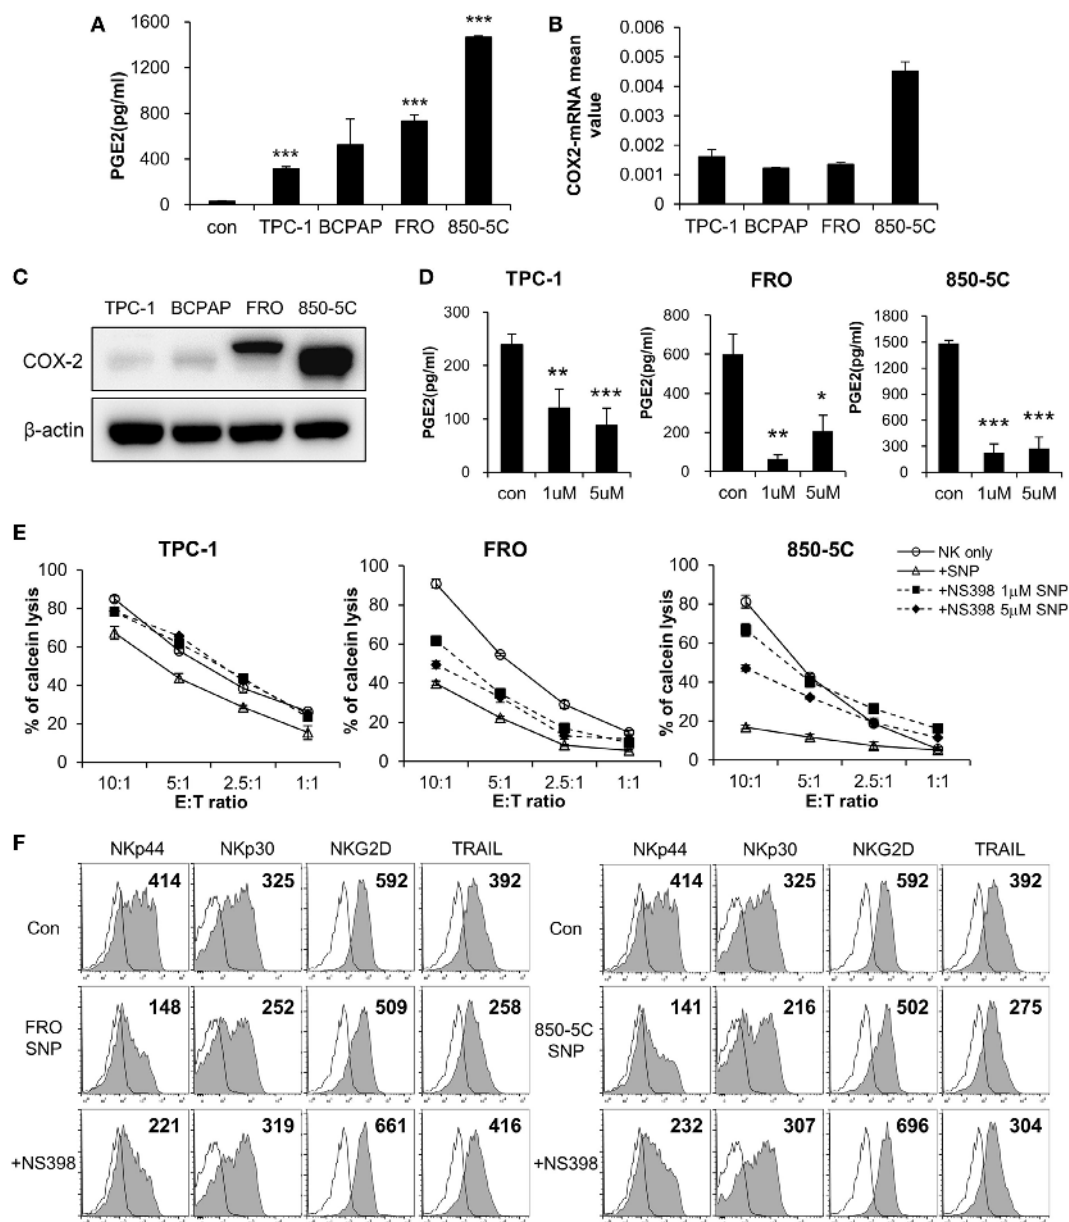 A
PGE2(pg/ml)
1600
1200
800
400
0
***
***
***
con TPC-1 BCPAP FRO 850-5C
B
COX2-mRNA mean
value
0.006
0.005
0.004
0.003
0.002
0.001
0
TPC-1 BCPAP FRO 850-5C
C
TPC-1 BCPAP FRO 850-5C
COX-2
β-actin
D
TPC-1
PGE2(pg/ml)
300
200
100
0
**
***
con 1uM 5uM
FRO
PGE2(pg/ml)
800
600
400
200
0
**
*
con 1uM 5uM
850-5C
PGE2(pg/ml)
1800
1500
1200
900
600
300
0
***
***
con 1uM 5uM
E
TPC-1
% of calcein lysis
100
80
60
40
20
0
10:1 5:1 2.5:1 1:1
E:T ratio
FRO
% of calcein lysis
100
80
60
40
20
0
10:1 5:1 2.5:1 1:1
E:T ratio
850-5C
% of calcein lysis
100
80
60
40
20
0
10:1 5:1 2.5:1 1:1
E:T ratio
NK only
+SNP
+NS398 1μM SNP
+NS398 5μM SNP
F
NKp44 NKp30 NKG2D TRAIL
Con
414 325 592 392
FRO
SNP
148 252 509 258
+NS398
221 319 661 416
NKp44 NKp30 NKG2D TRAIL
Con
414 325 592 392
850-5C
SNP
141 216 502 275
+NS398
232 307 696 304